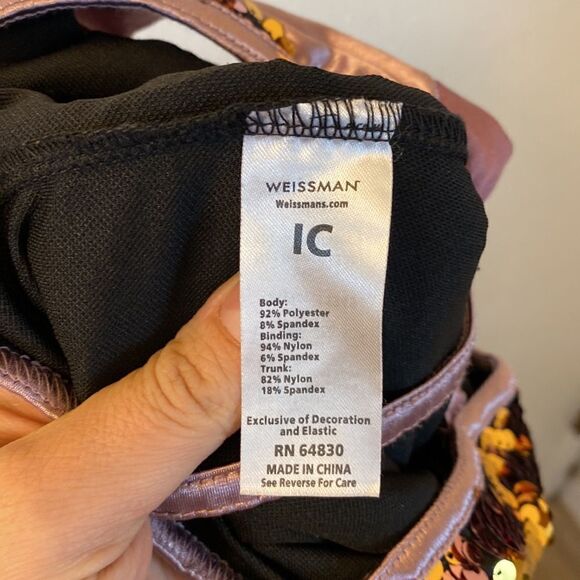 WEISSMAN
Weissmans.com
IC
Body:
92% Polyester
8% Spandex
Binding:
94% Nylon
6% Spandex
Trunk:
82% Nylon
18% Spandex
Exclusive of Decoration
and Elastic
RN 64830
MADE IN CHINA
See Reverse For Care